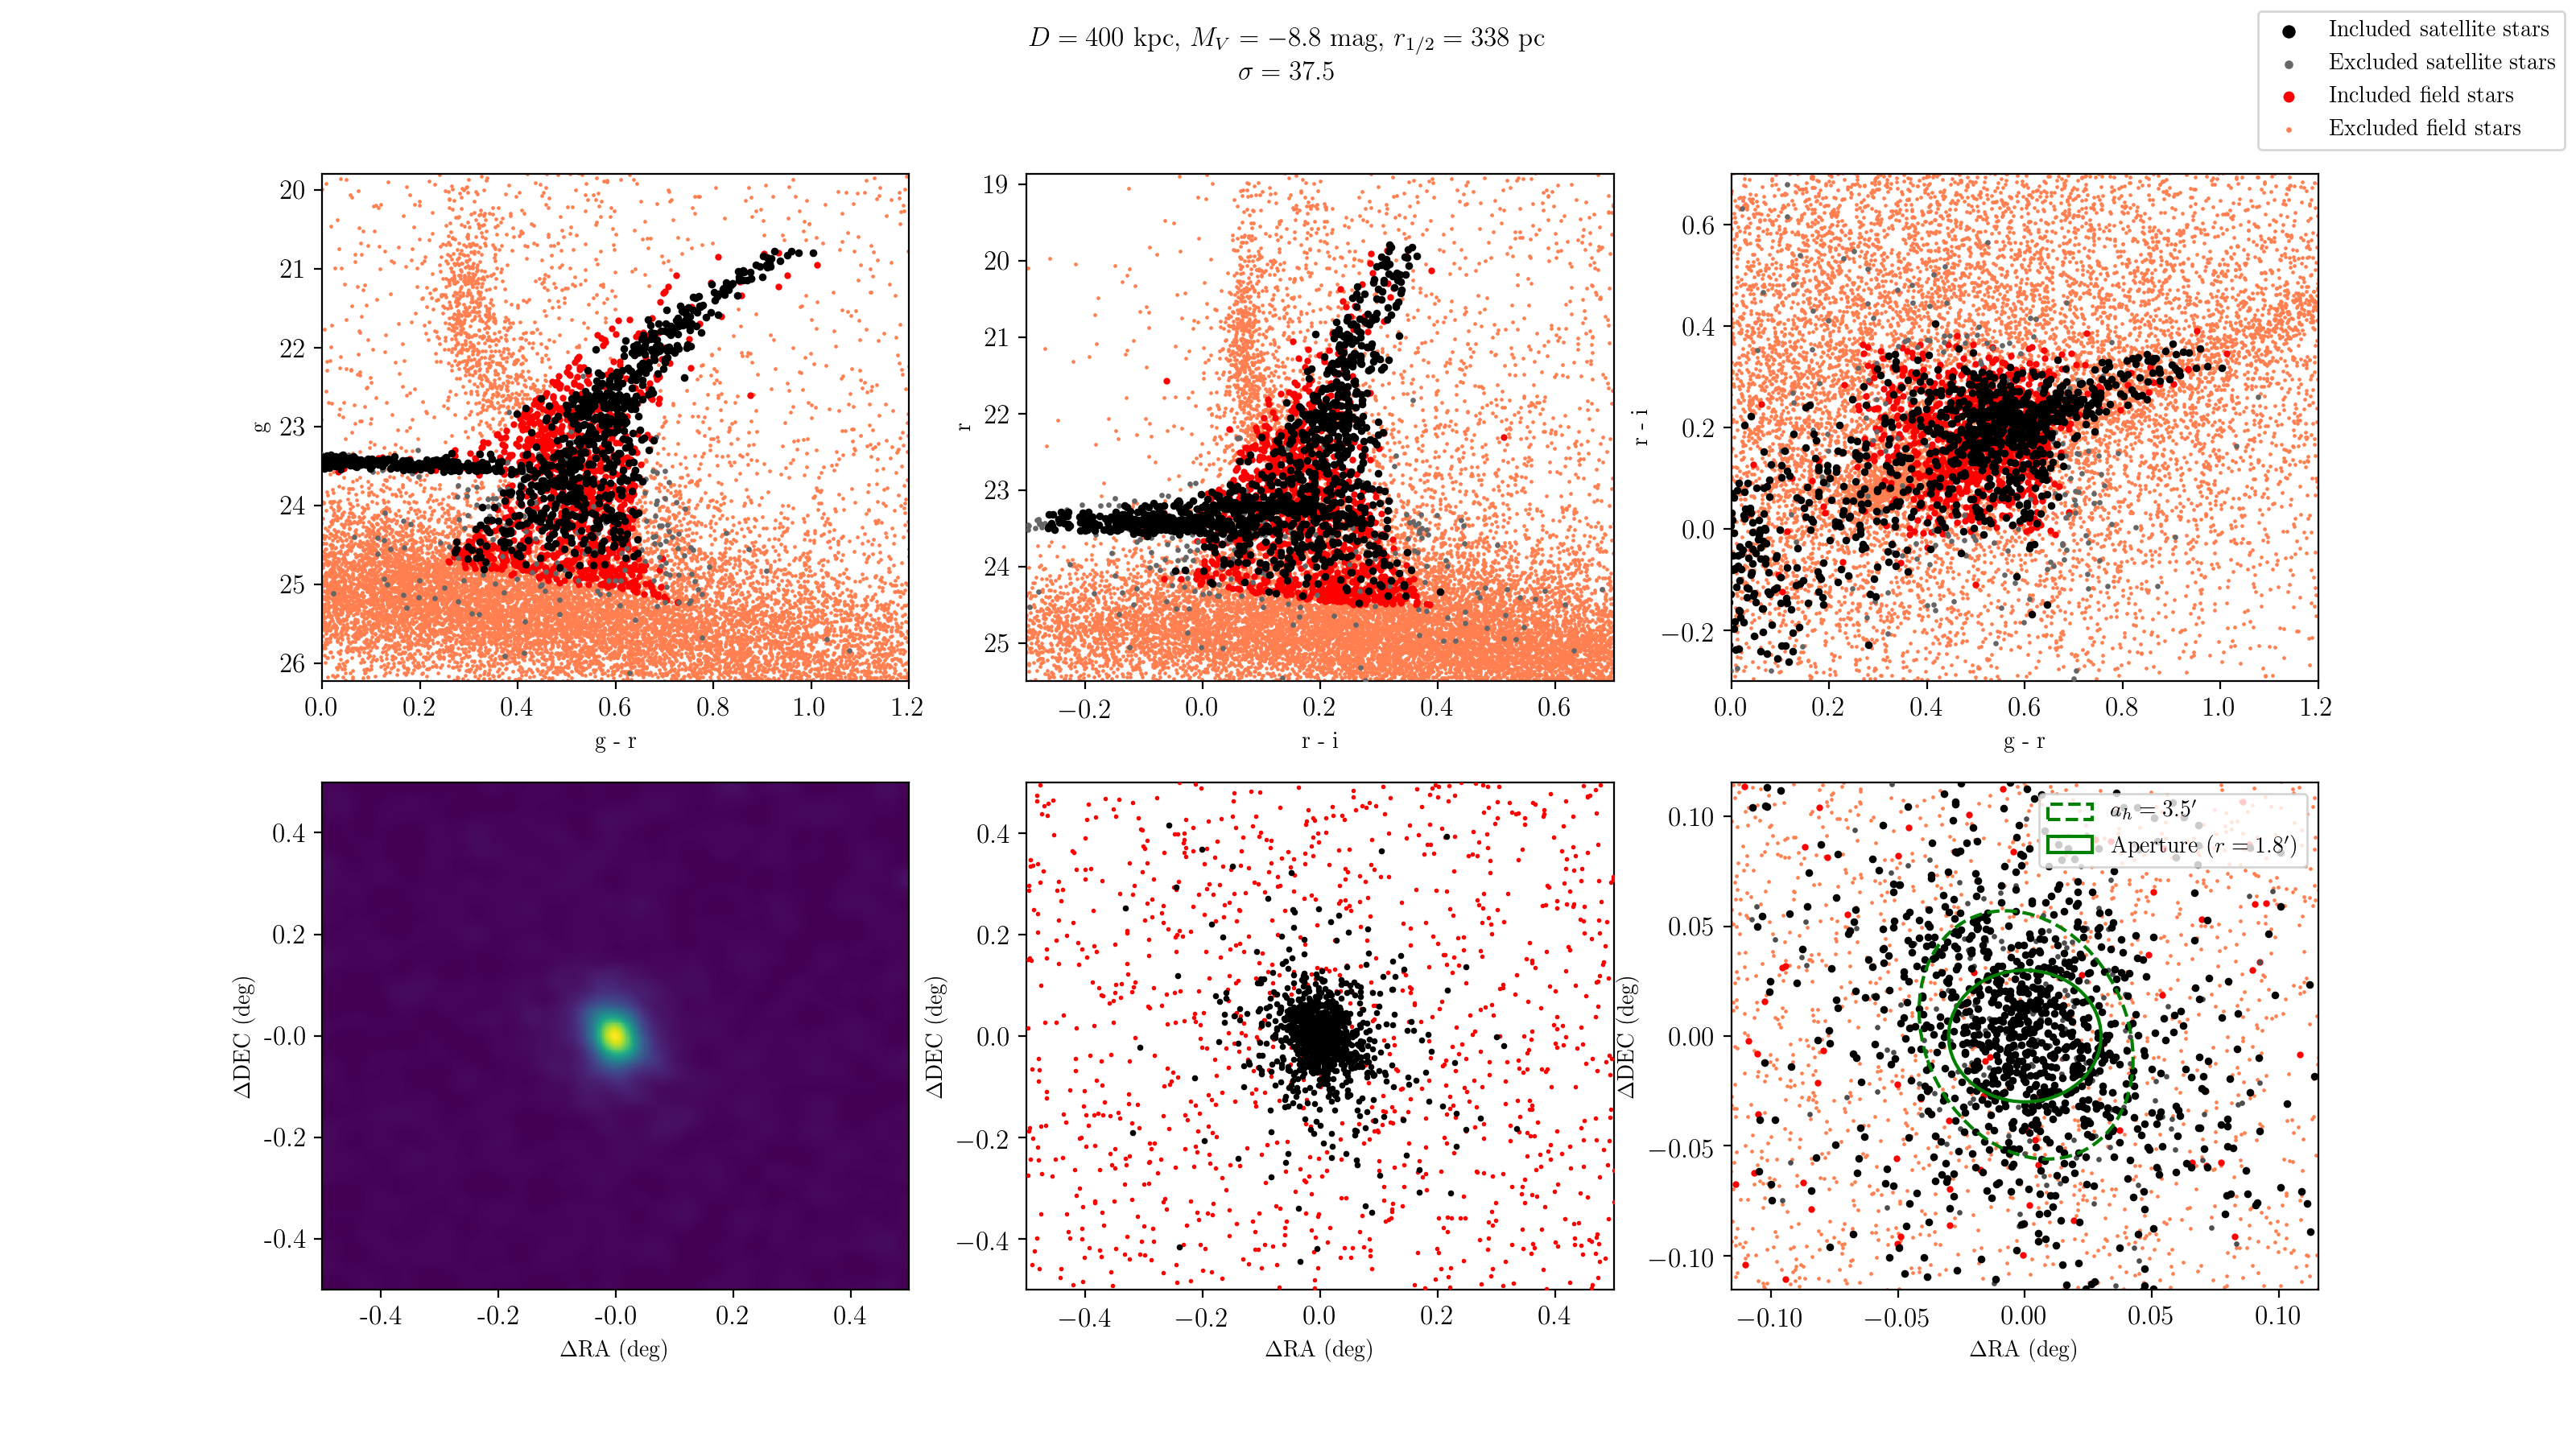 D = 400 kpc, M_V = −8.8 mag, r_{1/2} = 338 pc
σ = 37.5
Included satellite stars
Excluded satellite stars
Included field stars
Excluded field stars
20
21
22
23
24
25
26
g
0.0 0.2 0.4 0.6 0.8 1.0 1.2
g - r
19
20
21
22
23
24
25
r
−0.2 0.0 0.2 0.4 0.6
r - i
0.6
0.4
0.2
0.0
−0.2
r - i
0.0 0.2 0.4 0.6 0.8 1.0 1.2
g - r
0.4
0.2
-0.0
-0.2
-0.4
ΔDEC (deg)
-0.4 -0.2 -0.0 0.2 0.4
ΔRA (deg)
0.4
0.2
0.0
−0.2
−0.4
ΔDEC (deg)
−0.4 −0.2 0.0 0.2 0.4
ΔRA (deg)
a_h = 3.5′
Aperture (r = 1.8′)
0.10
0.05
0.00
−0.05
−0.10
ΔDEC (deg)
−0.10 −0.05 0.00 0.05 0.10
ΔRA (deg)